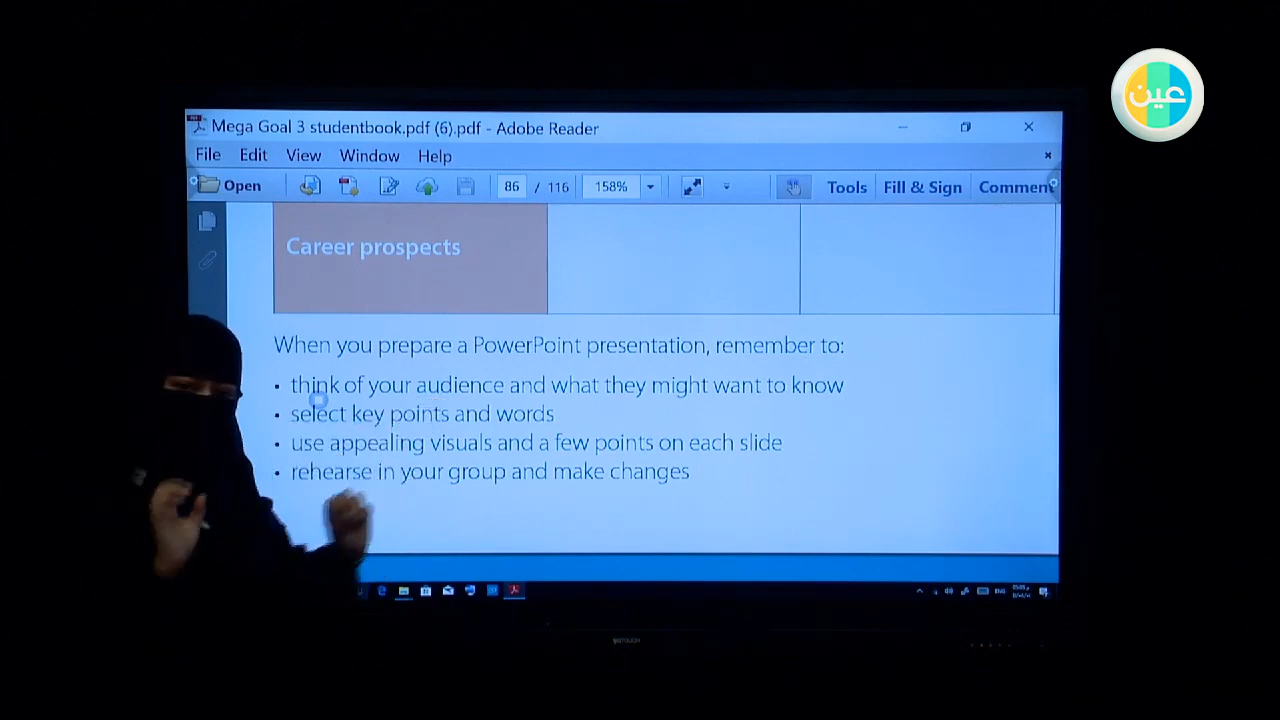 عين
Mega Goal 3 studentbook.pdf (6).pdf - Adobe Reader
File Edit View Window Help
Open 86 / 116 158% Tools Fill & Sign Comment
Career prospects
When you prepare a PowerPoint presentation, remember to:
• think of your audience and what they might want to know
• select key points and words
• use appealing visuals and a few points on each slide
• rehearse in your group and make changes